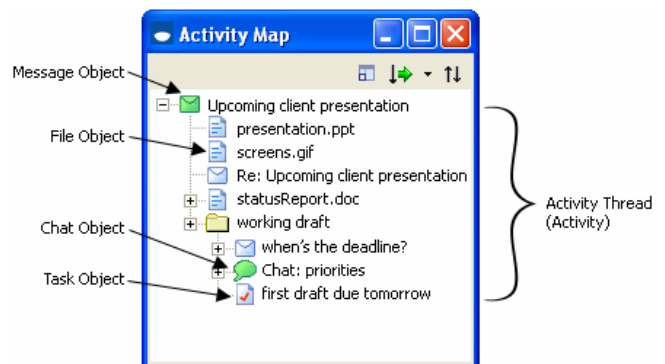 Activity Map
Message Object
Upcoming client presentation
presentation.ppt
File Object
screens.gif
Re: Upcoming client presentation
statusReport.doc
Activity Thread
(Activity)
working draft
Chat Object
when's the deadline?
Chat: priorities
Task Object
first draft due tomorrow